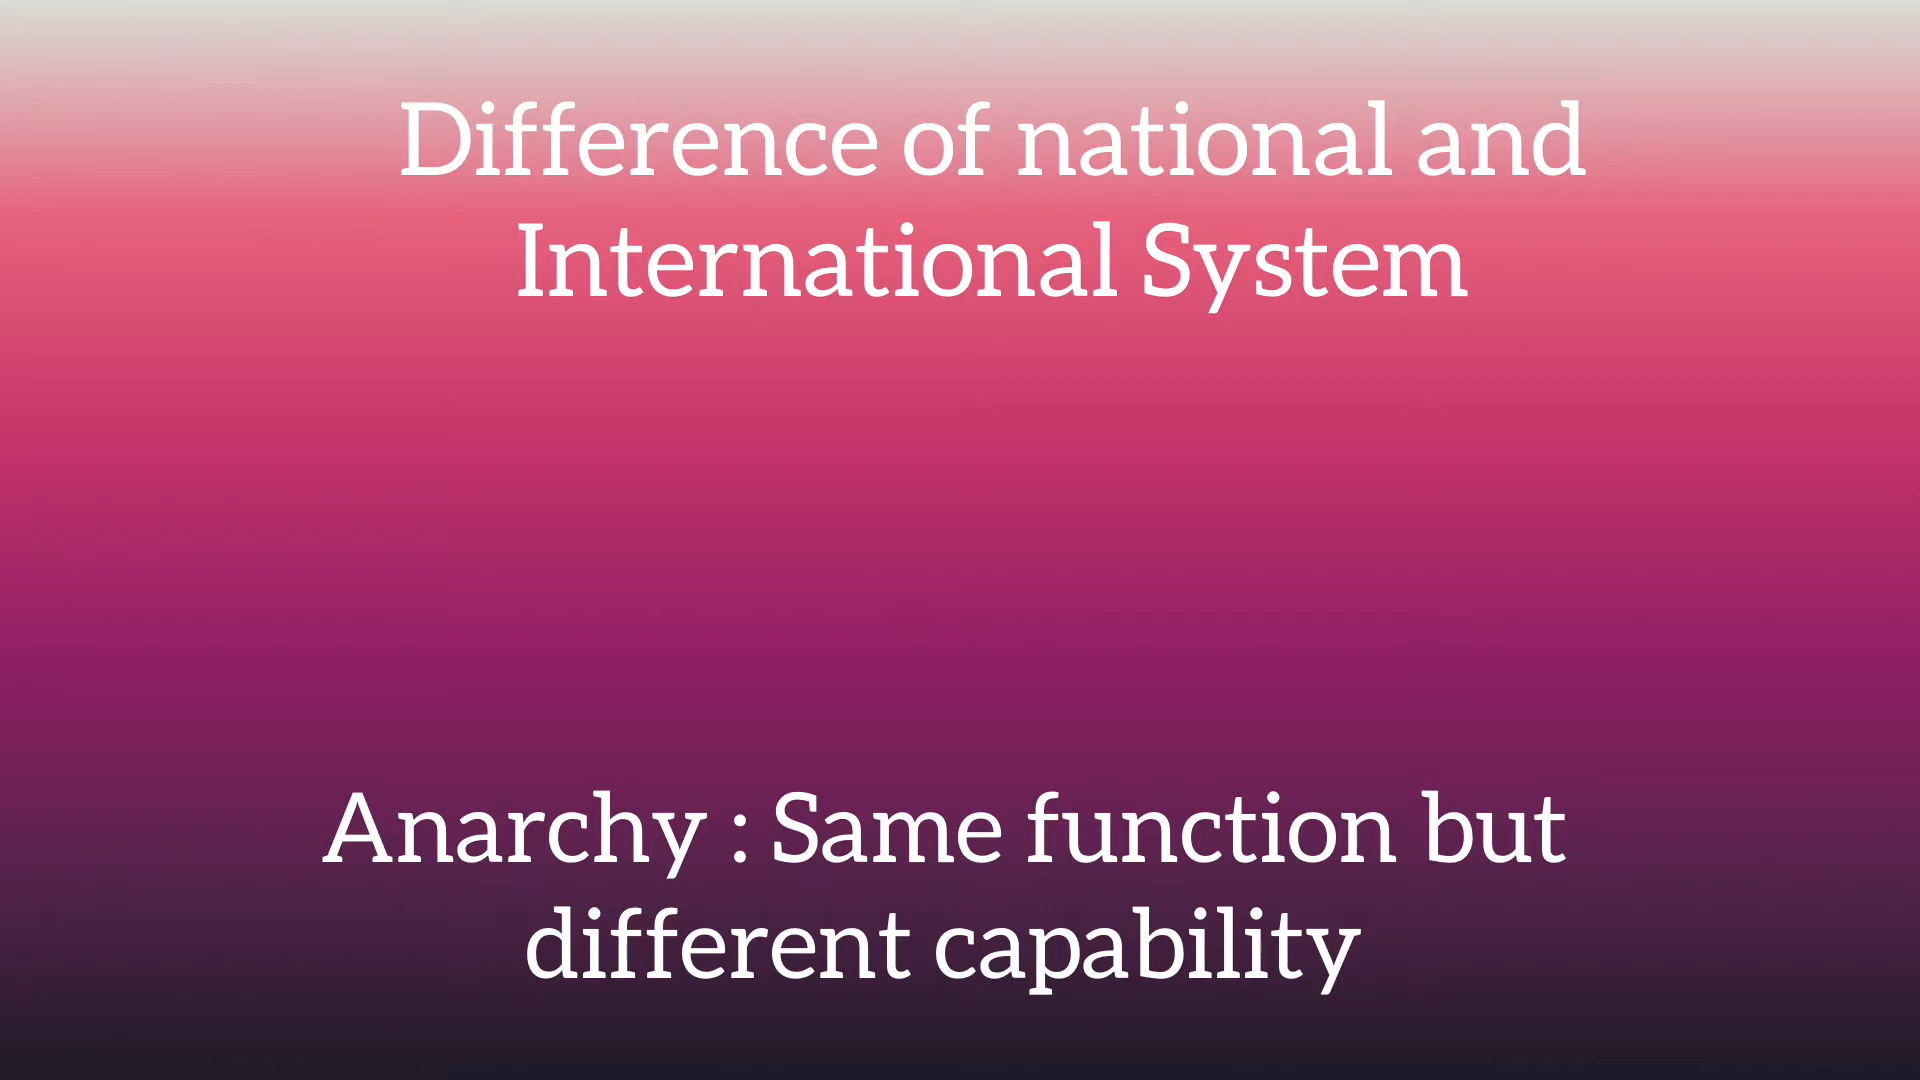 Difference of national and
International System
Anarchy : Same function but
different capability